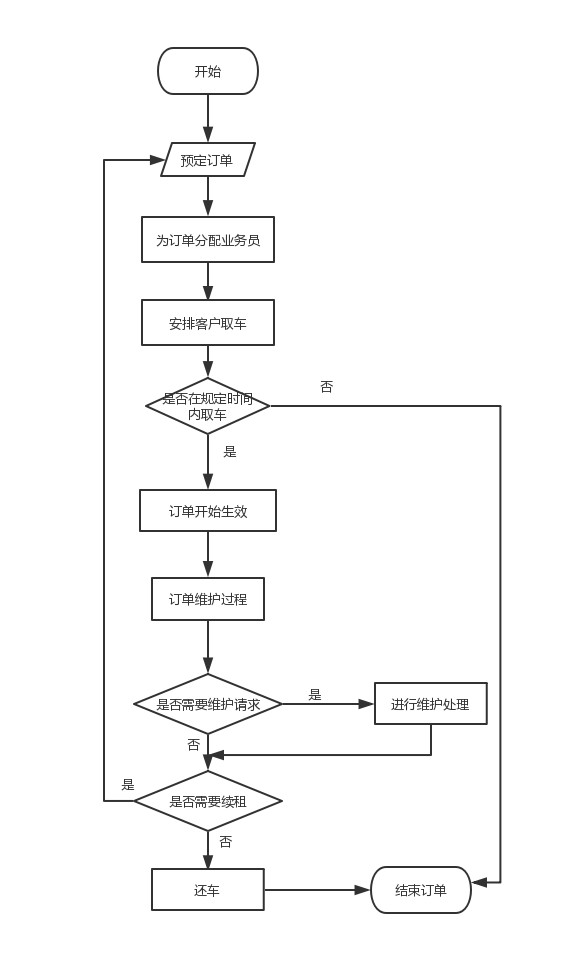 开始
预定订单
为订单分配业务员
安排客户取车
是否在规定时间
内取车
否
是
订单开始生效
订单维护过程
是否需要维护请求
是
进行维护处理
否
是
是否需要续租
否
还车
结束订单